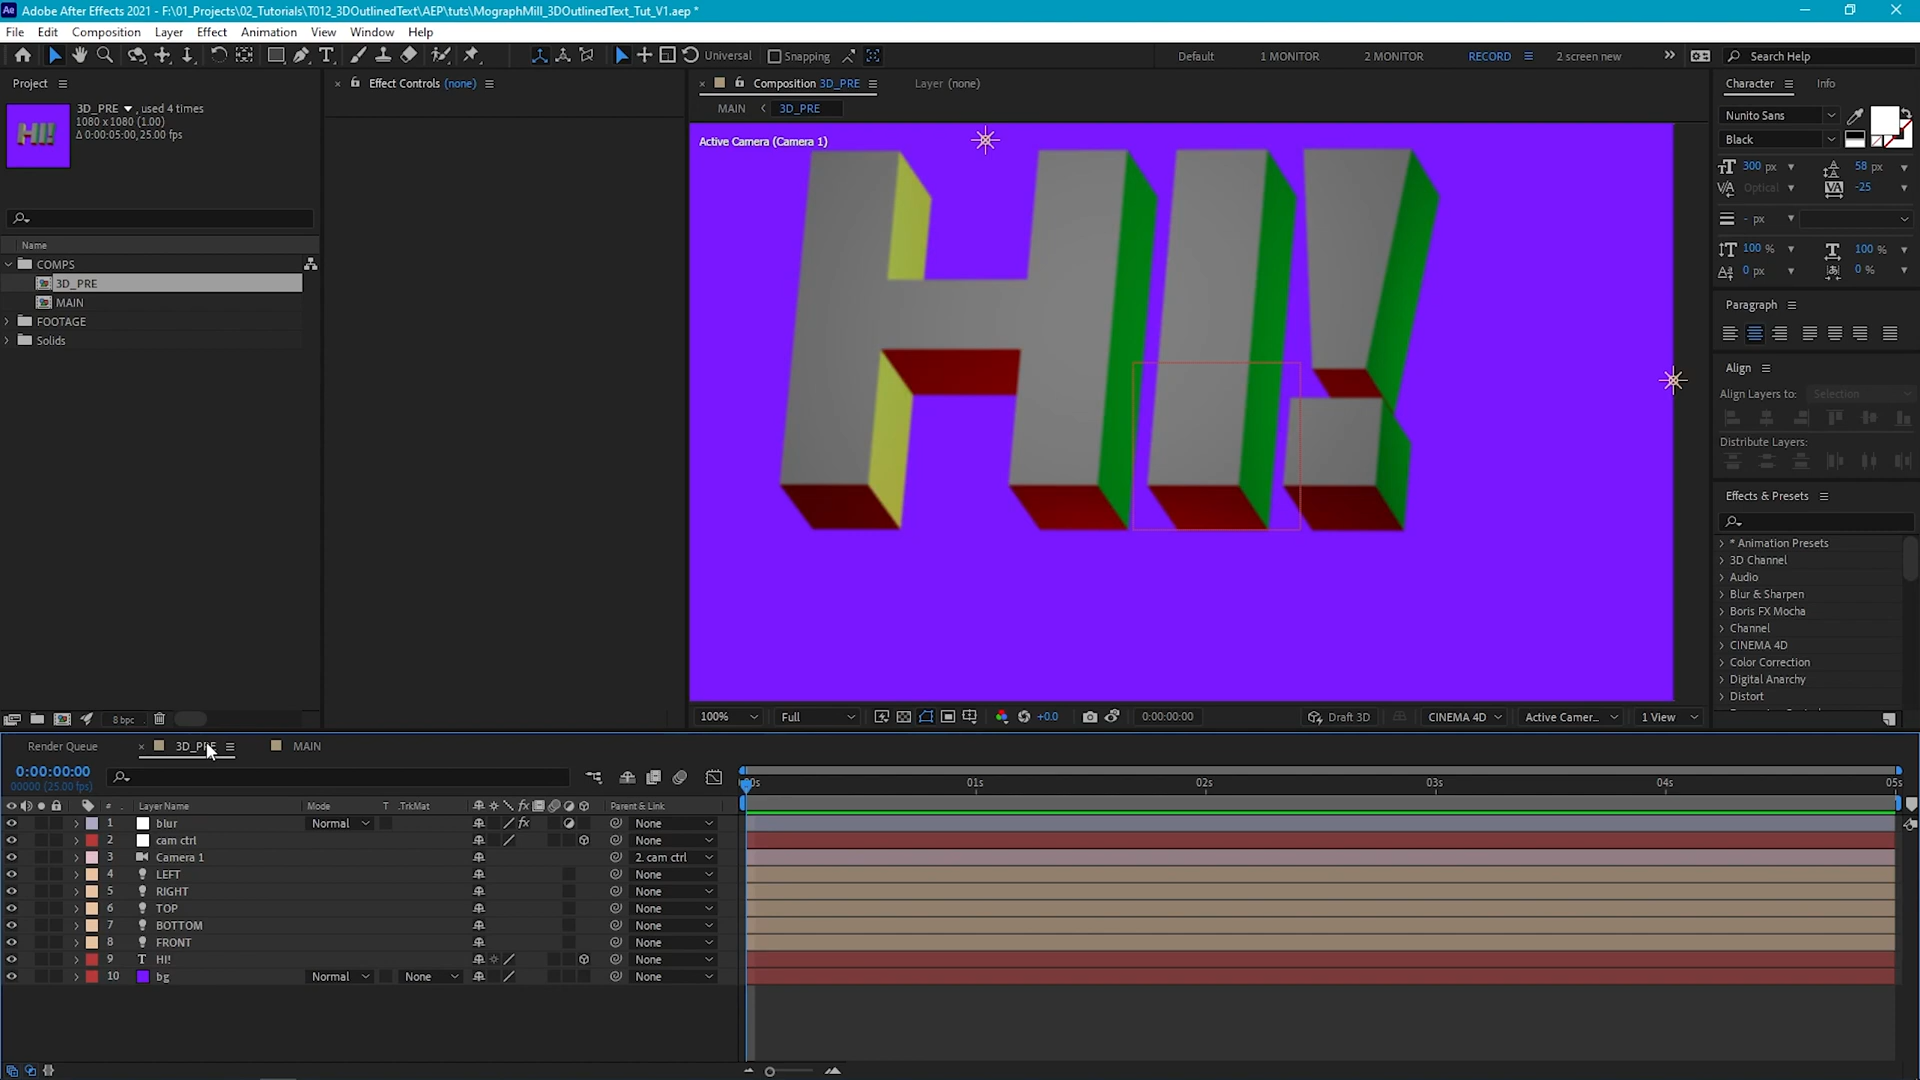 Adobe After Effects 2021 - F:\01_Projects\02_Tutorials\T012_3DOutlinedText\AEP\tuts\MographMill_3DOutlinedText_Tut_V1.aep *
File Edit Composition Layer Effect Animation View Window Help
Universal Snapping Default 1 MONITOR 2 MONITOR RECORD 2 screen new Search Help
Project Effect Controls (none) Composition 3D_PRE Layer (none) Character Info
3D_PRE , used 4 times
1080 x 1080 (1.00)
Δ 0:00:05:00, 25.00 fps
MAIN 3D_PRE
Active Camera (Camera 1)
HI!
Nunito Sans
Black
300 px 58 px
Optical -25
- px
100 % 100 %
0 px 0 %
Paragraph
Align
Align Layers to: Selection
Distribute Layers:
Effects & Presets
* Animation Presets
3D Channel
Audio
Blur & Sharpen
Boris FX Mocha
Channel
CINEMA 4D
Color Correction
Digital Anarchy
Distort
Name
COMPS
3D_PRE
MAIN
FOOTAGE
Solids
8 bpc
100% Full +0.0 0:00:00:00 Draft 3D CINEMA 4D Active Camer... 1 View
Render Queue 3D_PRE MAIN
0:00:00:00
00000 (25.00 fps)
01s 02s 03s 04s 05s
# Layer Name Mode T .TrkMat fx Parent & Link
1 blur Normal fx None
2 cam ctrl None
3 Camera 1 2. cam ctrl
4 LEFT None
5 RIGHT None
6 TOP None
7 BOTTOM None
8 FRONT None
9 T HI! None
10 bg Normal None None